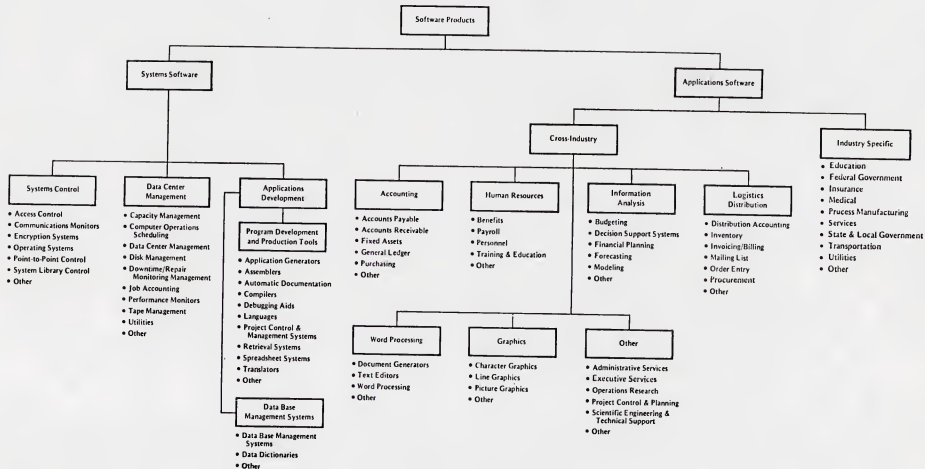 Software Products
Systems Software
Applications Software
Cross-Industry
Industry Specific
• Education
• Federal Government
• Insurance
• Medical
• Process Manufacturing
• Services
• State & Local Government
• Transportation
• Utilities
• Other
Systems Control
• Access Control
• Communications Monitors
• Encryption Systems
• Operating Systems
• Point-to-Point Control
• System Library Control
• Other
Data Center
Management
• Capacity Management
• Computer Operations
Scheduling
• Data Center Management
• Disk Management
• Downtime/Repair
Monitoring Management
• Job Accounting
• Performance Monitors
• Tape Management
• Utilities
• Other
Applications
Development
Program Development
and Production Tools
• Application Generators
• Assemblers
• Automatic Documentation
• Compilers
• Debugging Aids
• Languages
• Project Control &
Management Systems
• Retrieval Systems
• Spreadsheet Systems
• Translators
• Other
Data Base
Management Systems
• Data Base Management
Systems
• Data Dictionaries
• Other
Accounting
• Accounts Payable
• Accounts Receivable
• Fixed Assets
• General Ledger
• Purchasing
• Other
Human Resources
• Benefits
• Payroll
• Personnel
• Training & Education
• Other
Information
Analysis
• Budgeting
• Decision Support Systems
• Financial Planning
• Forecasting
• Modeling
• Other
Logistics
Distribution
• Distribution Accounting
• Inventory
• Invoicing/Billing
• Mailing List
• Order Entry
• Procurement
• Other
Word Processing
• Document Generators
• Text Editors
• Word Processing
• Other
Graphics
• Character Graphics
• Line Graphics
• Picture Graphics
• Other
Other
• Administrative Services
• Executive Services
• Operations Research
• Project Control & Planning
• Scientific Engineering &
Technical Support
• Other